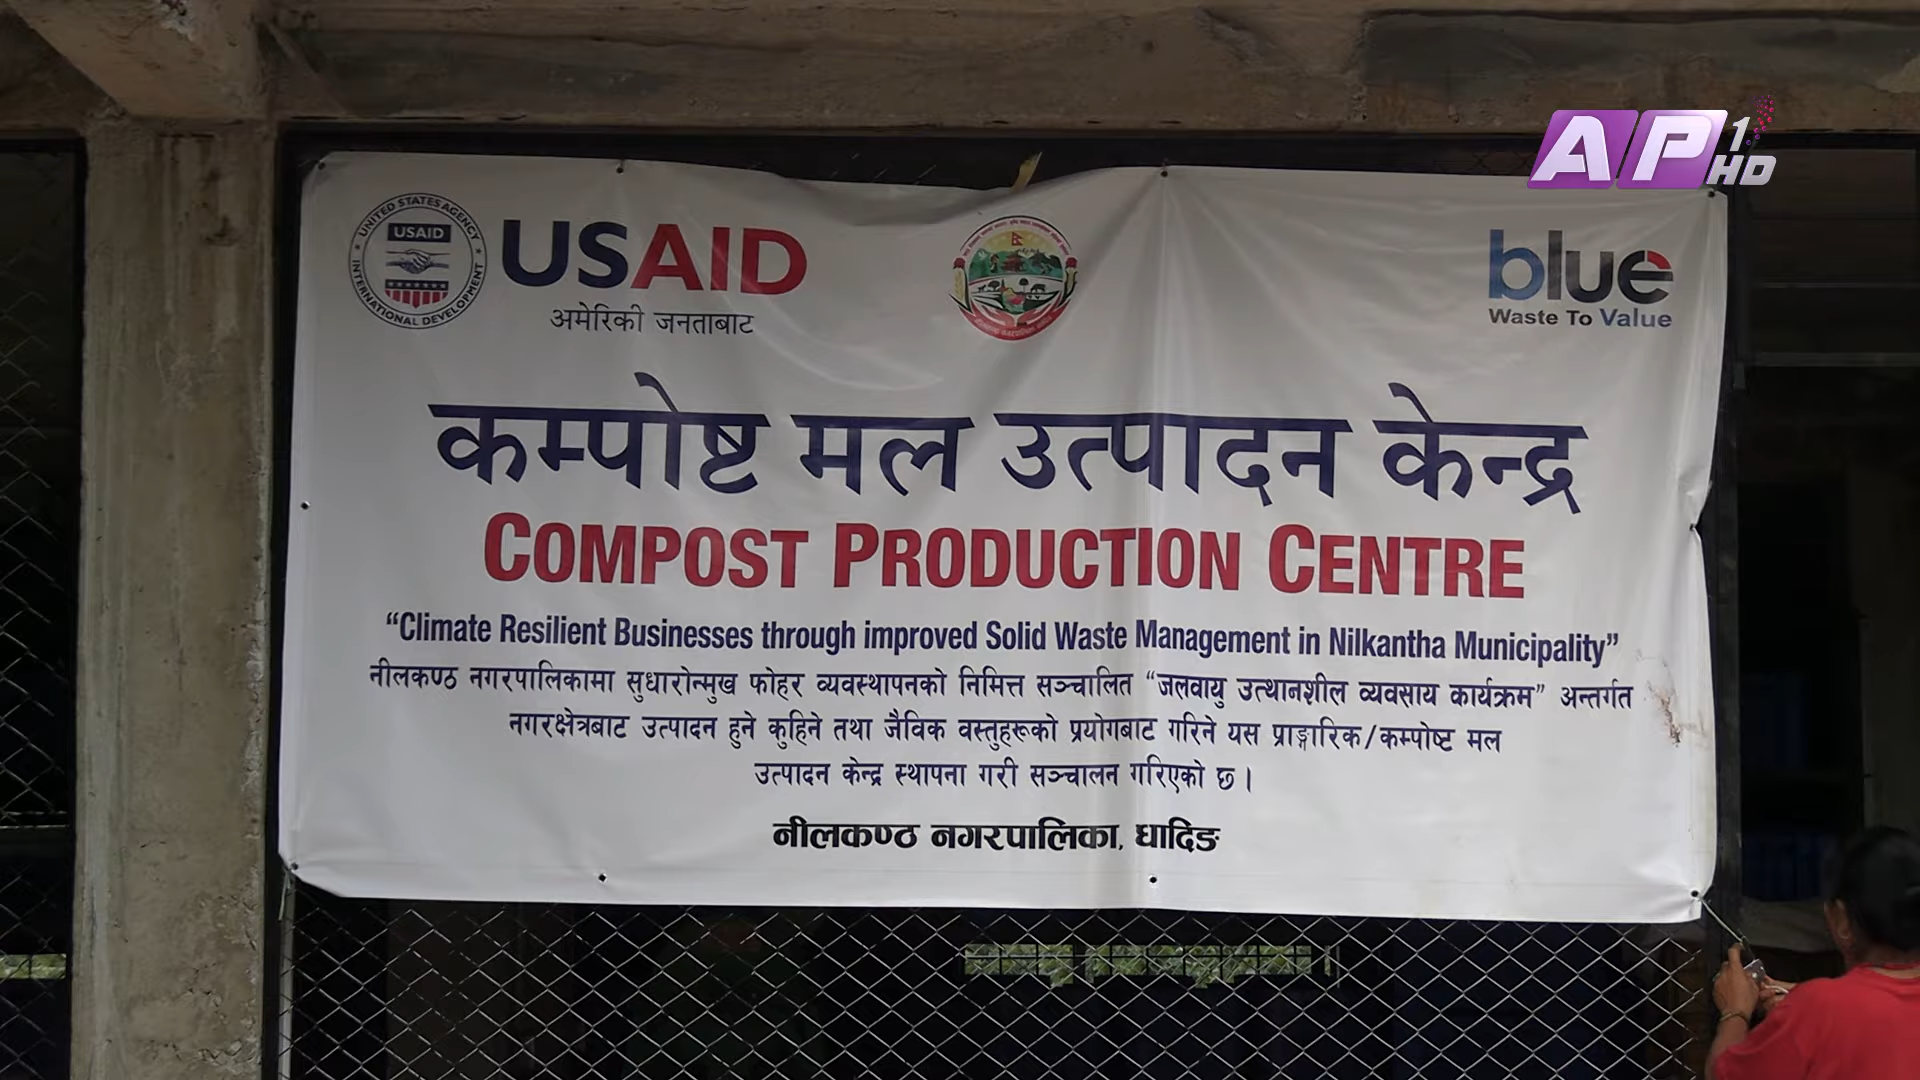 AP1 HD
UNITED STATES AGENCY
USAID
INTERNATIONAL DEVELOPMENT
USAID
अमेरिकी जनताबाट
blue
Waste To Value
कम्पोष्ट मल उत्पादन केन्द्र
COMPOST PRODUCTION CENTRE
“Climate Resilient Businesses through improved Solid Waste Management in Nilkantha Municipality”
नीलकण्ठ नगरपालिकामा सुधारोन्मुख फोहर व्यवस्थापनको निमित्त सञ्चालित “जलवायु उत्थानशील व्यवसाय कार्यक्रम” अन्तर्गत
नगरक्षेत्रबाट उत्पादन हुने कुहिने तथा जैविक वस्तुहरूको प्रयोगबाट गरिने यस प्राङ्गारिक/कम्पोष्ट मल
उत्पादन केन्द्र स्थापना गरी सञ्चालन गरिएको छ ।
नीलकण्ठ नगरपालिका, धादिङ